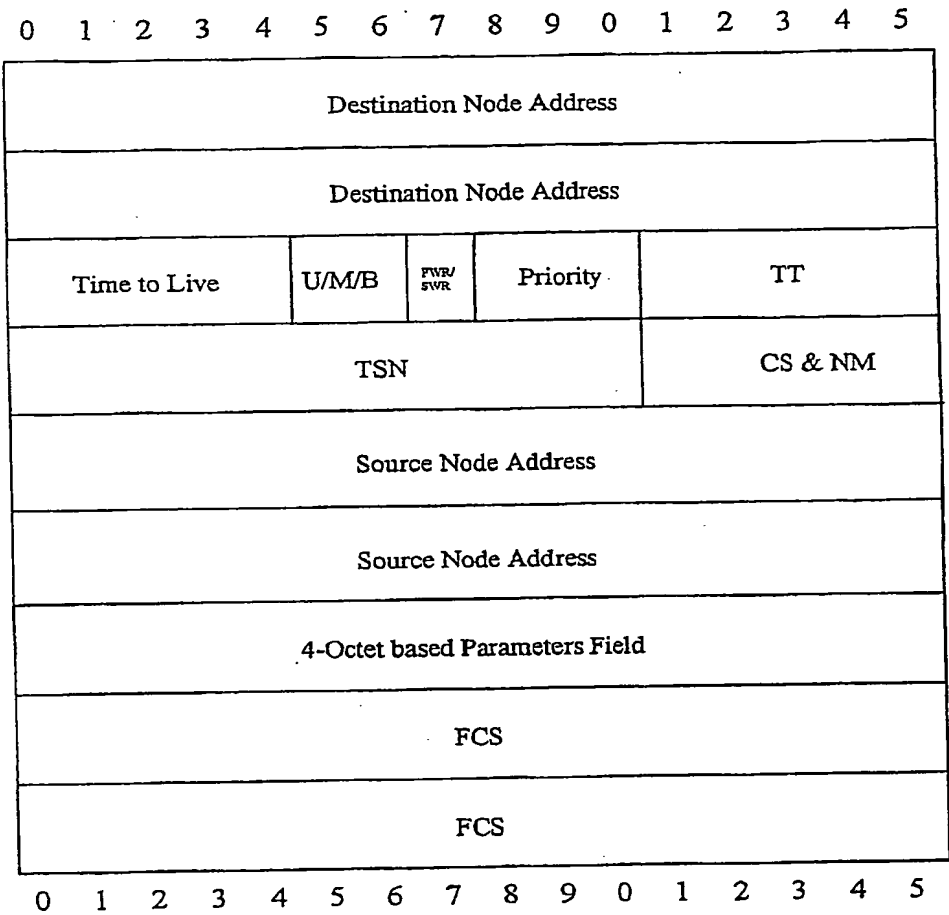 0 1 2 3 4 5 6 7 8 9 0 1 2 3 4 5
Destination Node Address
Destination Node Address
Time to Live U/M/B FWR/ SWR Priority TT
TSN CS & NM
Source Node Address
Source Node Address
4-Octet based Parameters Field
FCS
FCS
0 1 2 3 4 5 6 7 8 9 0 1 2 3 4 5